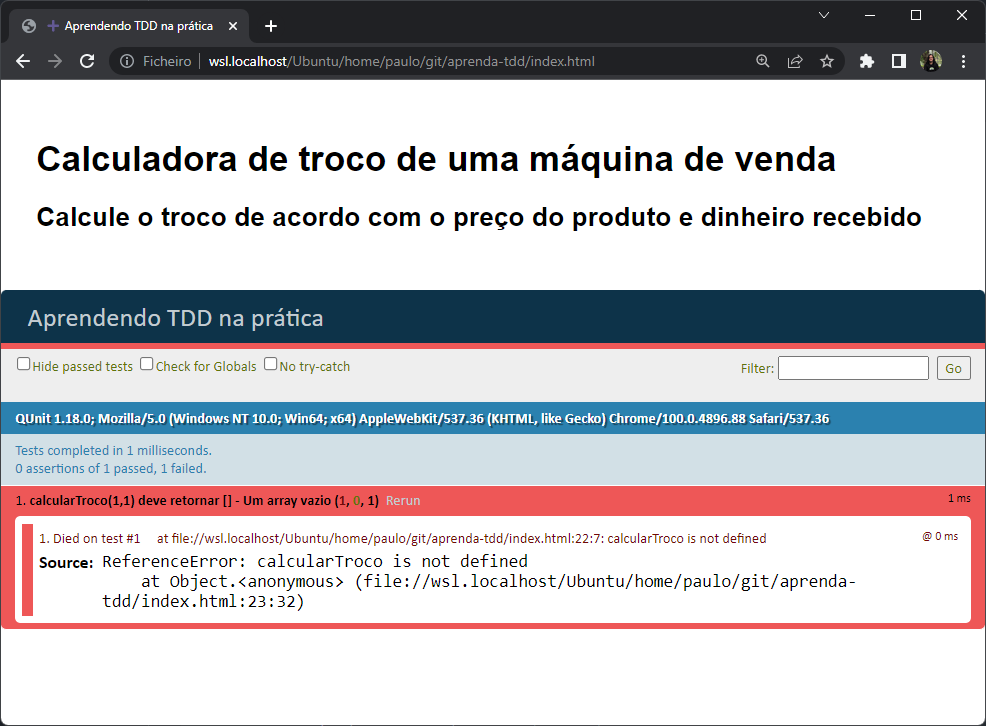 Aprendendo TDD na prática
Ficheiro wsl.localhost/Ubuntu/home/paulo/git/aprenda-tdd/index.html
Calculadora de troco de uma máquina de venda
Calcule o troco de acordo com o preço do produto e dinheiro recebido
Aprendendo TDD na prática
Hide passed tests Check for Globals No try-catch Filter: Go
QUnit 1.18.0; Mozilla/5.0 (Windows NT 10.0; Win64; x64) AppleWebKit/537.36 (KHTML, like Gecko) Chrome/100.0.4896.88 Safari/537.36
Tests completed in 1 milliseconds.
0 assertions of 1 passed, 1 failed.
1. calcularTroco(1,1) deve retornar [] - Um array vazio (1, 0, 1) Rerun 1 ms
1. Died on test #1 at file://wsl.localhost/Ubuntu/home/paulo/git/aprenda-tdd/index.html:22:7: calcularTroco is not defined @ 0 ms
Source: ReferenceError: calcularTroco is not defined
at Object.<anonymous> (file://wsl.localhost/Ubuntu/home/paulo/git/aprenda-
tdd/index.html:23:32)